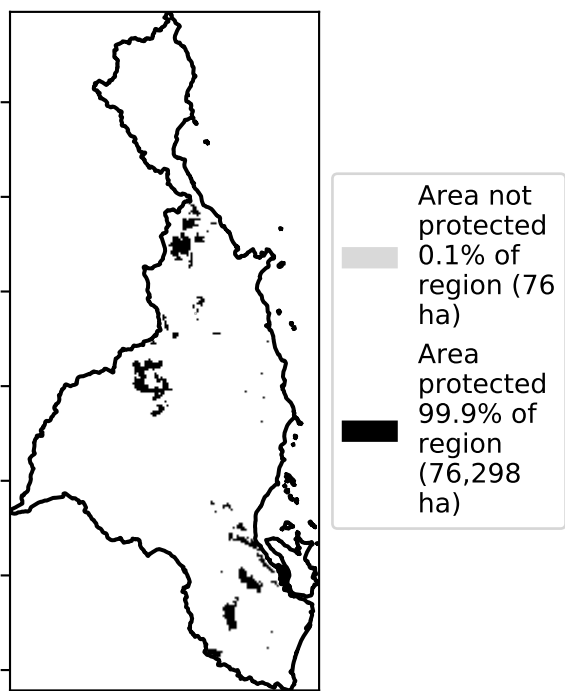 Area not
protected
0.1% of
region (76
ha)
Area
protected
99.9% of
region
(76,298
ha)